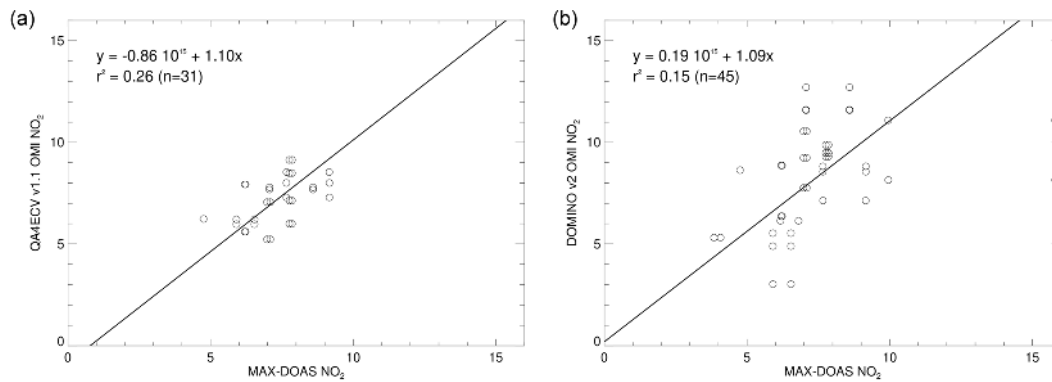 (a)
y = -0.86 10¹⁵ + 1.10x
r² = 0.26 (n=31)
QA4ECV v1.1 OMI NO₂
15
10
5
0
0 5 10 15
MAX-DOAS NO₂
(b)
y = 0.19 10¹⁵ + 1.09x
r² = 0.15 (n=45)
DOMINO v2 OMI NO₂
15
10
5
0
0 5 10 15
MAX-DOAS NO₂